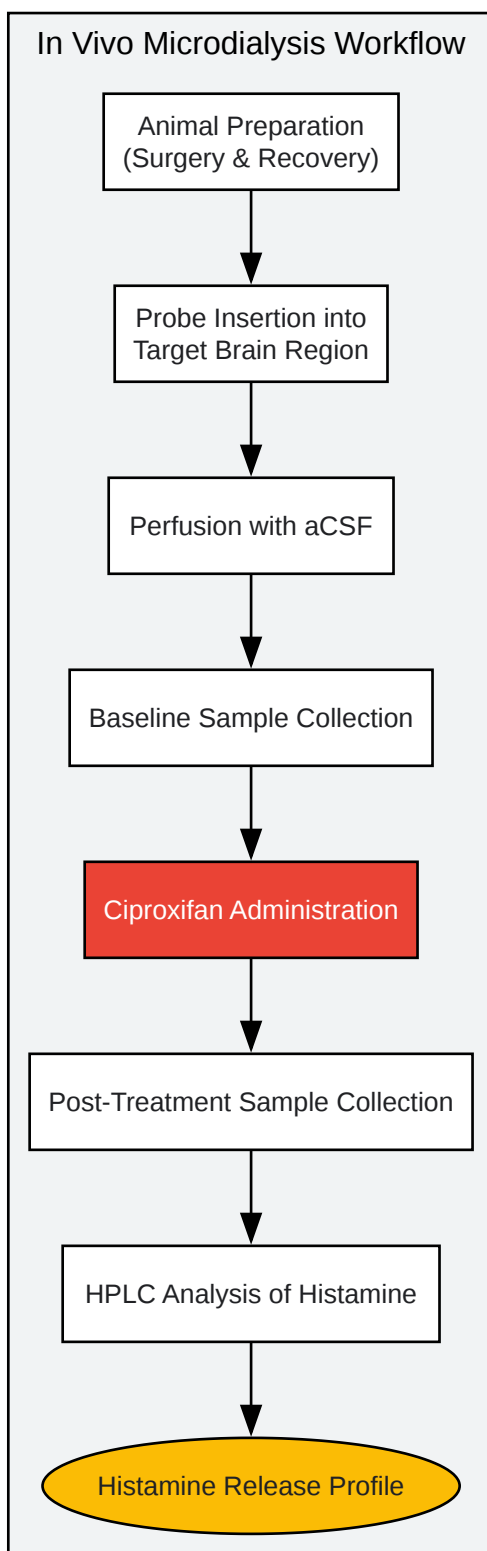 In Vivo Microdialysis Workflow
Animal Preparation
(Surgery & Recovery)
Probe Insertion into
Target Brain Region
Perfusion with aCSF
Baseline Sample Collection
Ciproxifan Administration
Post-Treatment Sample Collection
HPLC Analysis of Histamine
Histamine Release Profile